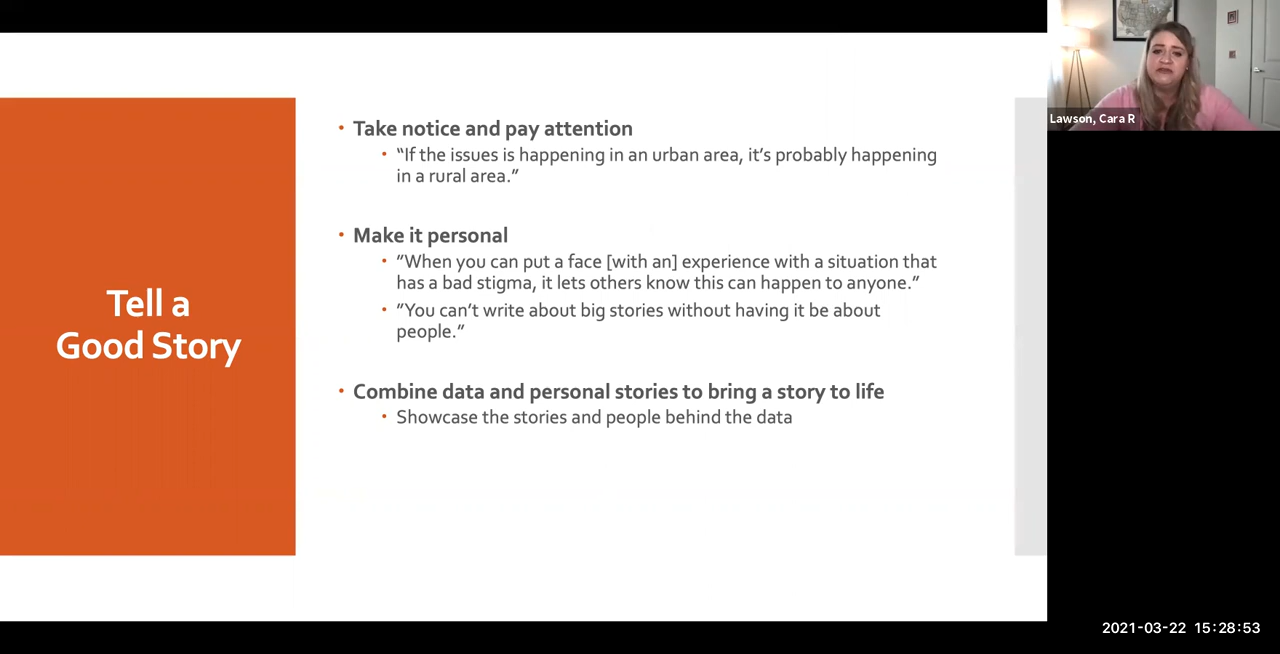 Tell a
Good Story
• Take notice and pay attention
• “If the issues is happening in an urban area, it’s probably happening
in a rural area.”
• Make it personal
• ”When you can put a face [with an] experience with a situation that
has a bad stigma, it lets others know this can happen to anyone.”
• ”You can’t write about big stories without having it be about
people.”
• Combine data and personal stories to bring a story to life
• Showcase the stories and people behind the data
Lawson, Cara R
2021-03-22 15:28:53